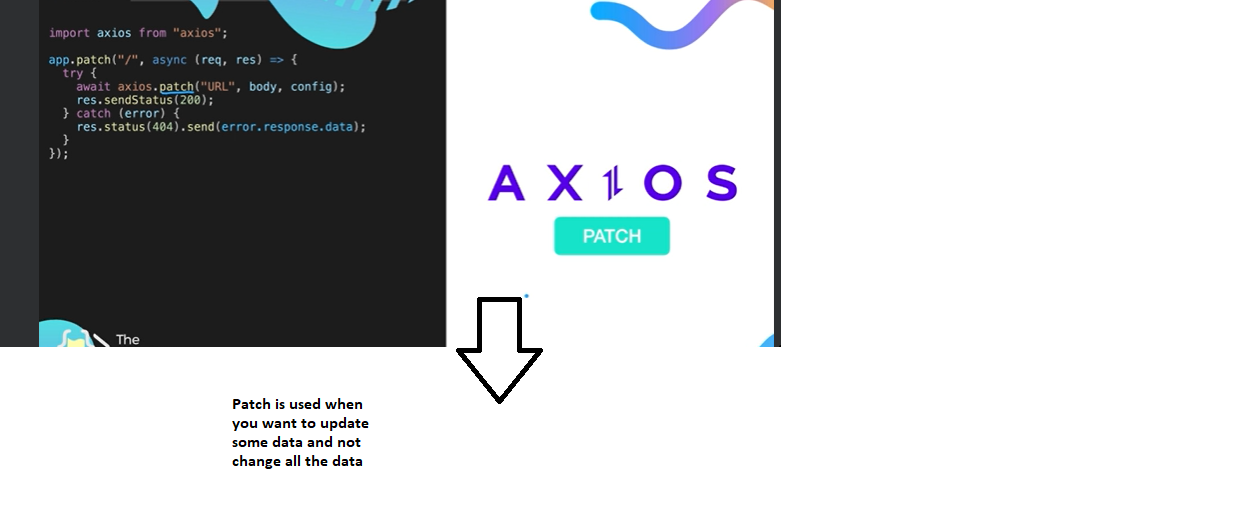 import axios from "axios";
app.patch("/", async (req, res) => {
try {
await axios.patch("URL", body, config);
res.sendStatus(200);
} catch (error) {
res.status(404).send(error.response.data);
}
});
AXIOS
PATCH
The
Patch is used when
you want to update
some data and not
change all the data